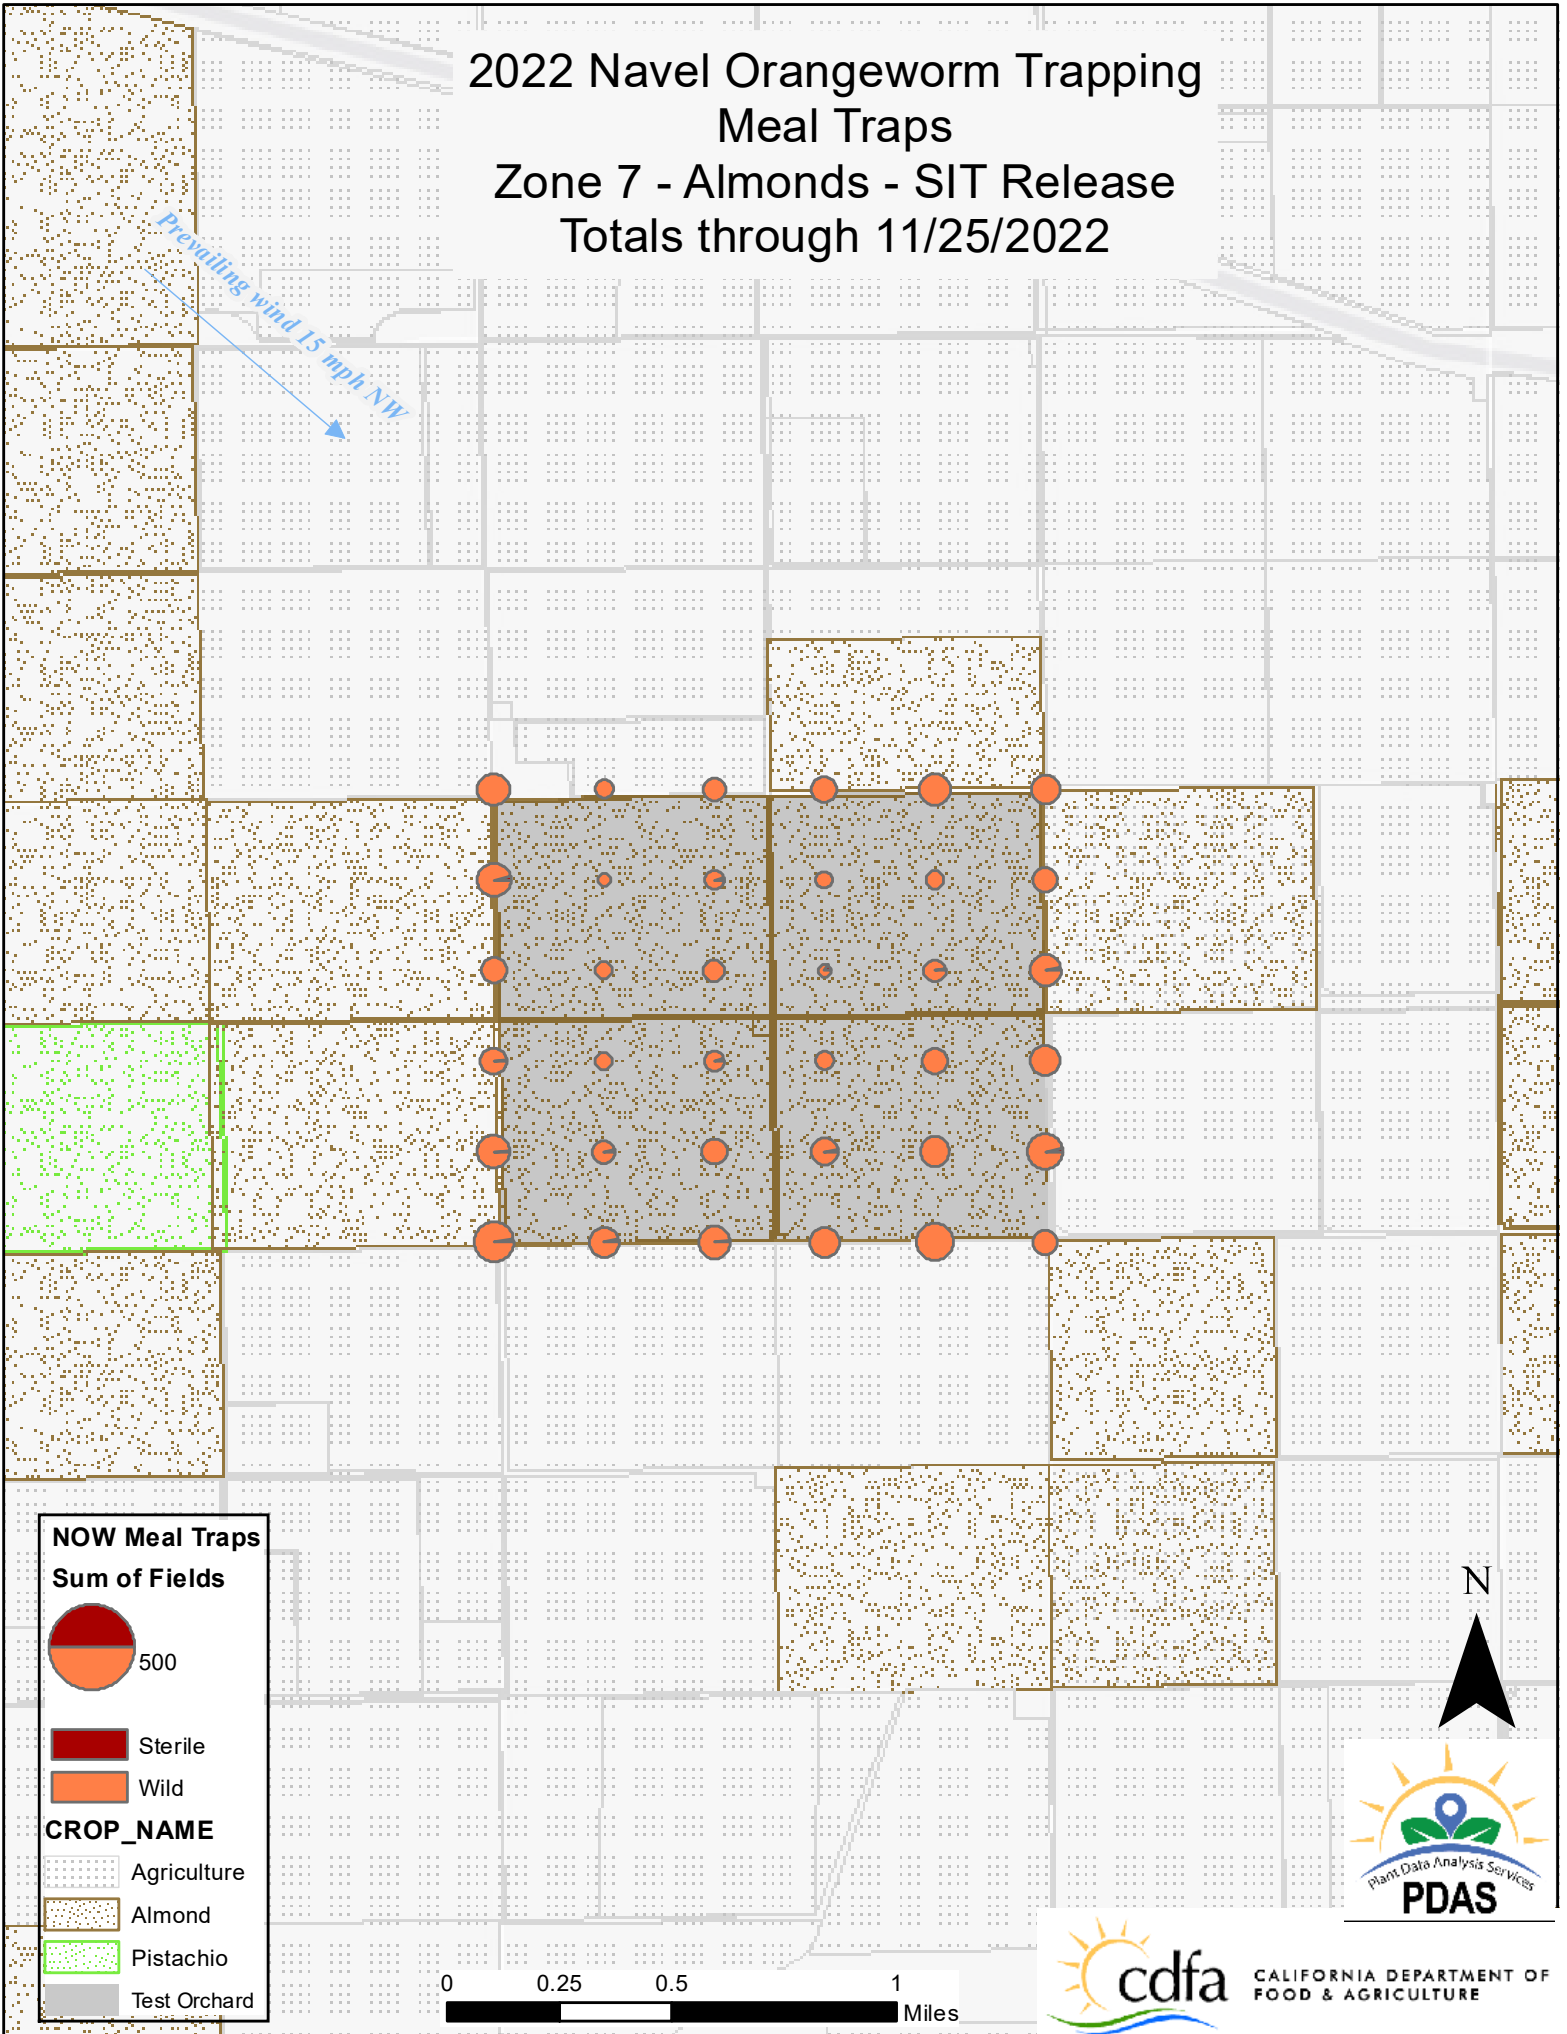 2022 Navel Orangeworm Trapping
Meal Traps
Zone 7 - Almonds - SIT Release
Totals through 11/25/2022
Prevailing wind 15 mph NW
NOW Meal Traps
Sum of Fields
500
Sterile
Wild
CROP_NAME
Agriculture
Almond
Pistachio
Test Orchard
0 0.25 0.5 1
Miles
N
Plant Data Analysis Services
PDAS
cdfa
CALIFORNIA DEPARTMENT OF
FOOD & AGRICULTURE